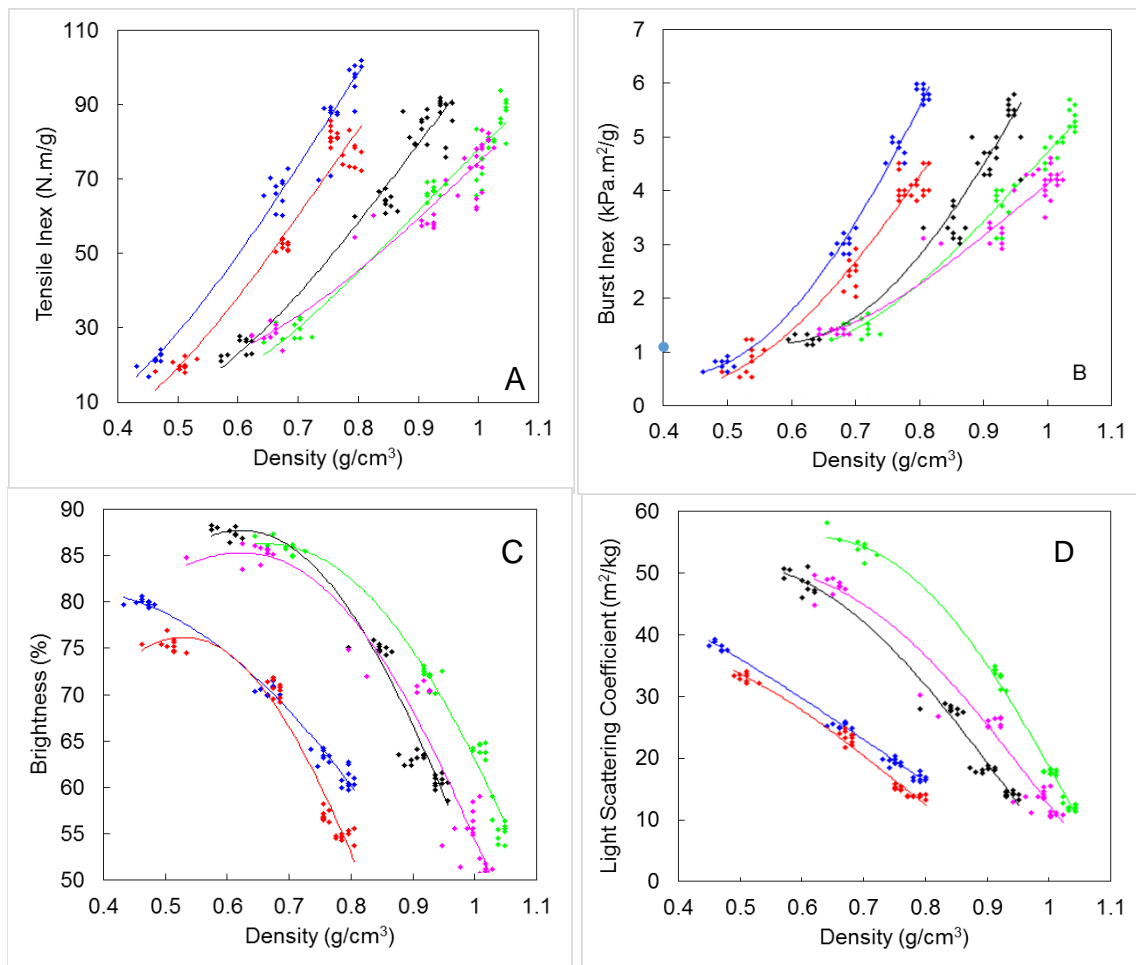 110
90
70
50
30
10
Tensile Inex (N.m/g)
A
0.4 0.5 0.6 0.7 0.8 0.9 1 1.1
Density (g/cm³)
7
6
5
4
3
2
1
0
Burst Inex (kPa.m²/g)
B
0.4 0.5 0.6 0.7 0.8 0.9 1 1.1
Density (g/cm³)
90
85
80
75
70
65
60
55
50
Brightness (%)
C
0.4 0.5 0.6 0.7 0.8 0.9 1 1.1
Density (g/cm³)
60
50
40
30
20
10
0
Light Scattering Coefficient (m²/kg)
D
0.4 0.5 0.6 0.7 0.8 0.9 1 1.1
Density (g/cm³)